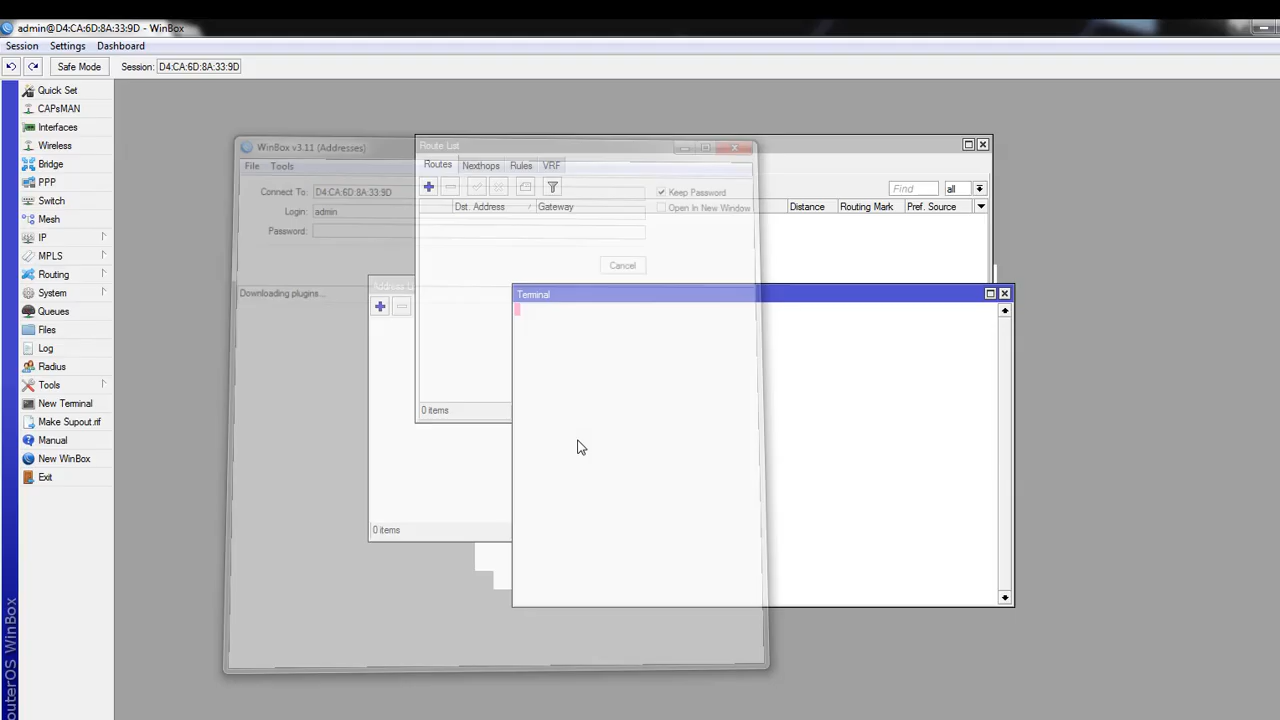 admin@D4:CA:6D:8A:33:9D - WinBox
Session Settings Dashboard
Safe Mode Session: D4:CA:6D:8A:33:9D
Quick Set
CAPsMAN
Interfaces
Wireless
Bridge
PPP
Switch
Mesh
IP
MPLS
Routing
System
Queues
Files
Log
Radius
Tools
New Terminal
Make Supout.rif
Manual
New WinBox
Exit
outerOS WinBox
WinBox v3.11 (Addresses)
File Tools
Connect To: D4:CA:6D:8A:33:9D
Login: admin
Password:
Keep Password
Open In New Window
Cancel
Downloading plugins...
Route List
Routes Nexthops Rules VRF
Find all
Dst. Address / Gateway Distance Routing Mark Pref. Source
0 items
Address
0 items
Terminal